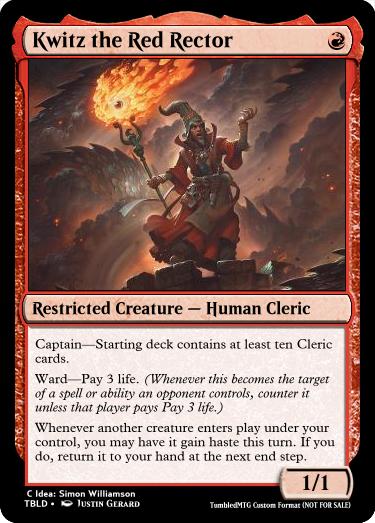 Kwitz the Red Rector
Restricted Creature — Human Cleric
Captain—Starting deck contains at least ten Cleric
cards.
Ward—Pay 3 life. (Whenever this becomes the target
of a spell or ability an opponent controls, counter it
unless that player pays Pay 3 life.)
Whenever another creature enters play under your
control, you may have it gain haste this turn. If you
do, return it to your hand at the next end step.
1/1
C Idea: Simon Williamson
TBLD • Justin Gerard
TumbledMTG Custom Format (NOT FOR SALE)